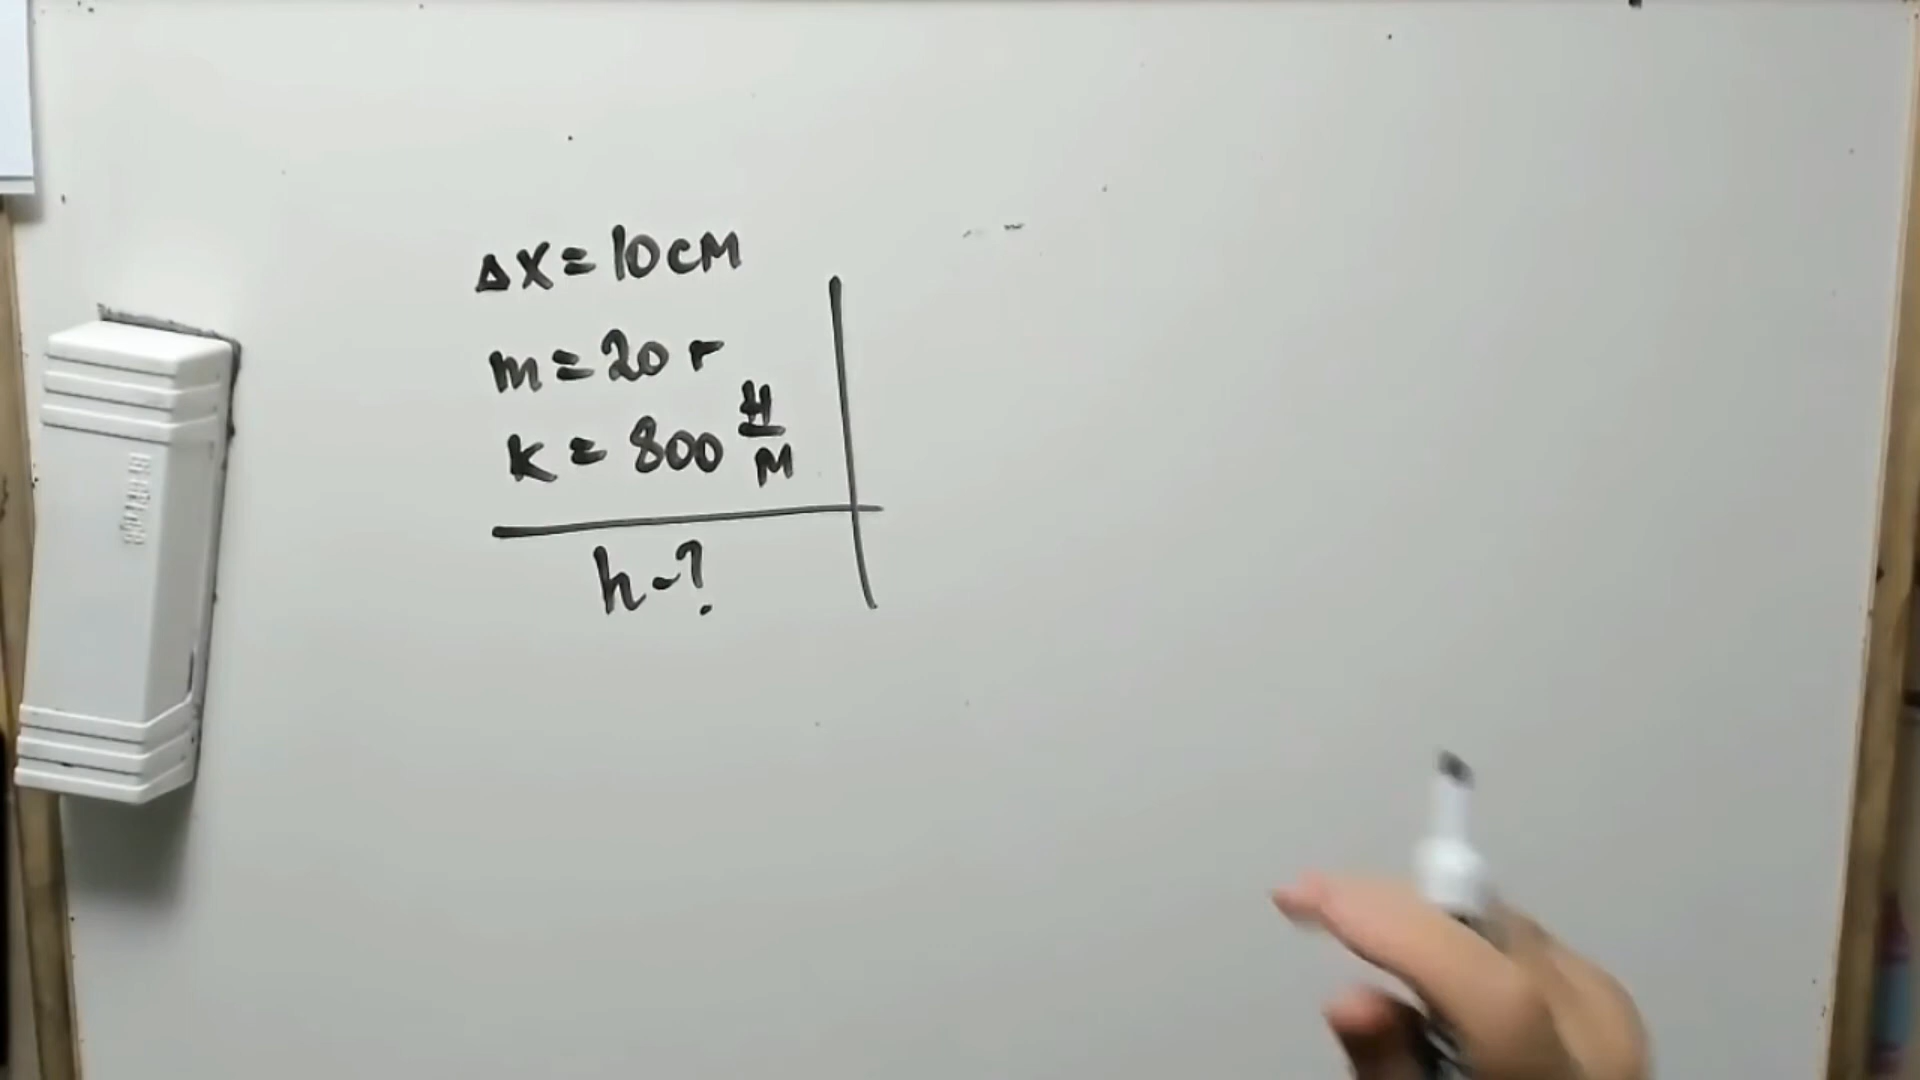 Δx = 10 см
m = 20 г
k = 800 Н/м
h - ?